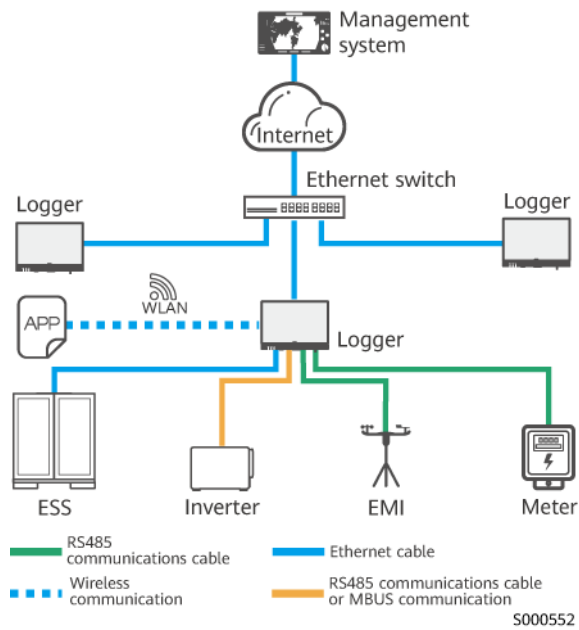 Management
system
Internet
Ethernet switch
Logger
Logger
WLAN
APP
Logger
ESS
Inverter
EMI
Meter
RS485
communications cable
Ethernet cable
Wireless
communication
RS485 communications cable
or MBUS communication
S000552